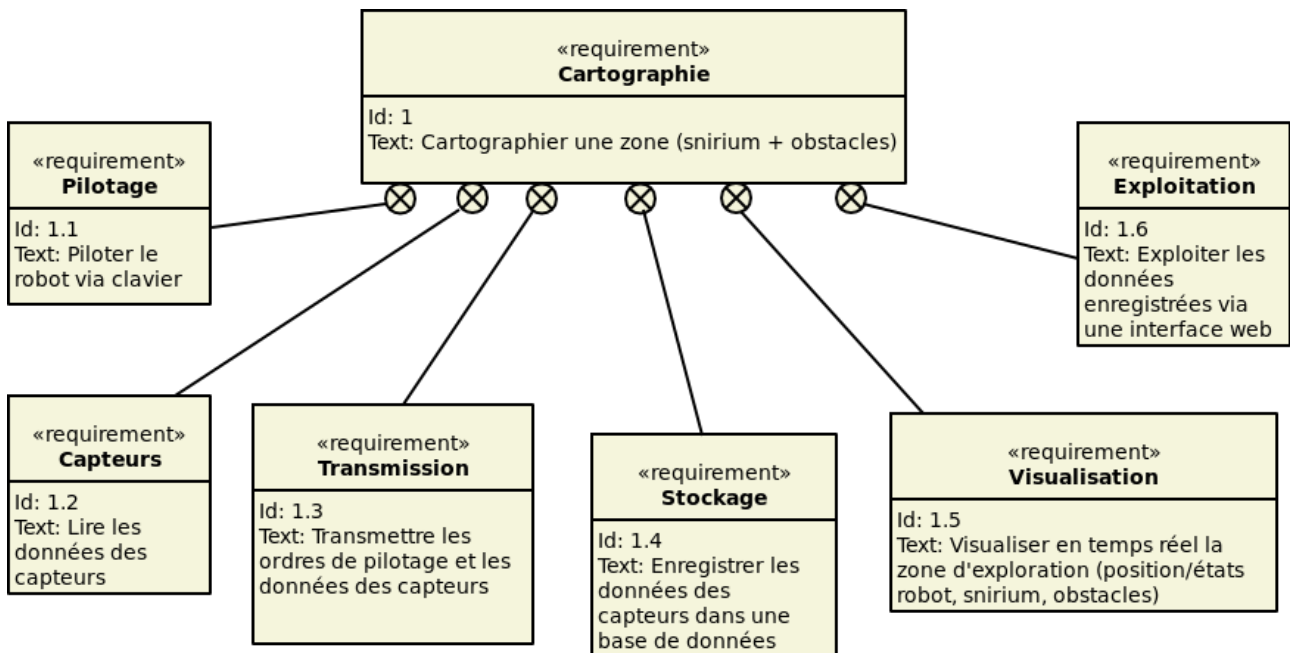 «requirement»
Cartographie
Id: 1
Text: Cartographier une zone (snirium + obstacles)
«requirement»
Pilotage
Id: 1.1
Text: Piloter le
robot via clavier
«requirement»
Exploitation
Id: 1.6
Text: Exploiter les
données
enregistrées via
une interface web
«requirement»
Capteurs
Id: 1.2
Text: Lire les
données des
capteurs
«requirement»
Transmission
Id: 1.3
Text: Transmettre les
ordres de pilotage et les
données des capteurs
«requirement»
Stockage
Id: 1.4
Text: Enregistrer les
données des
capteurs dans une
base de données
«requirement»
Visualisation
Id: 1.5
Text: Visualiser en temps réel la
zone d'exploration (position/états
robot, snirium, obstacles)